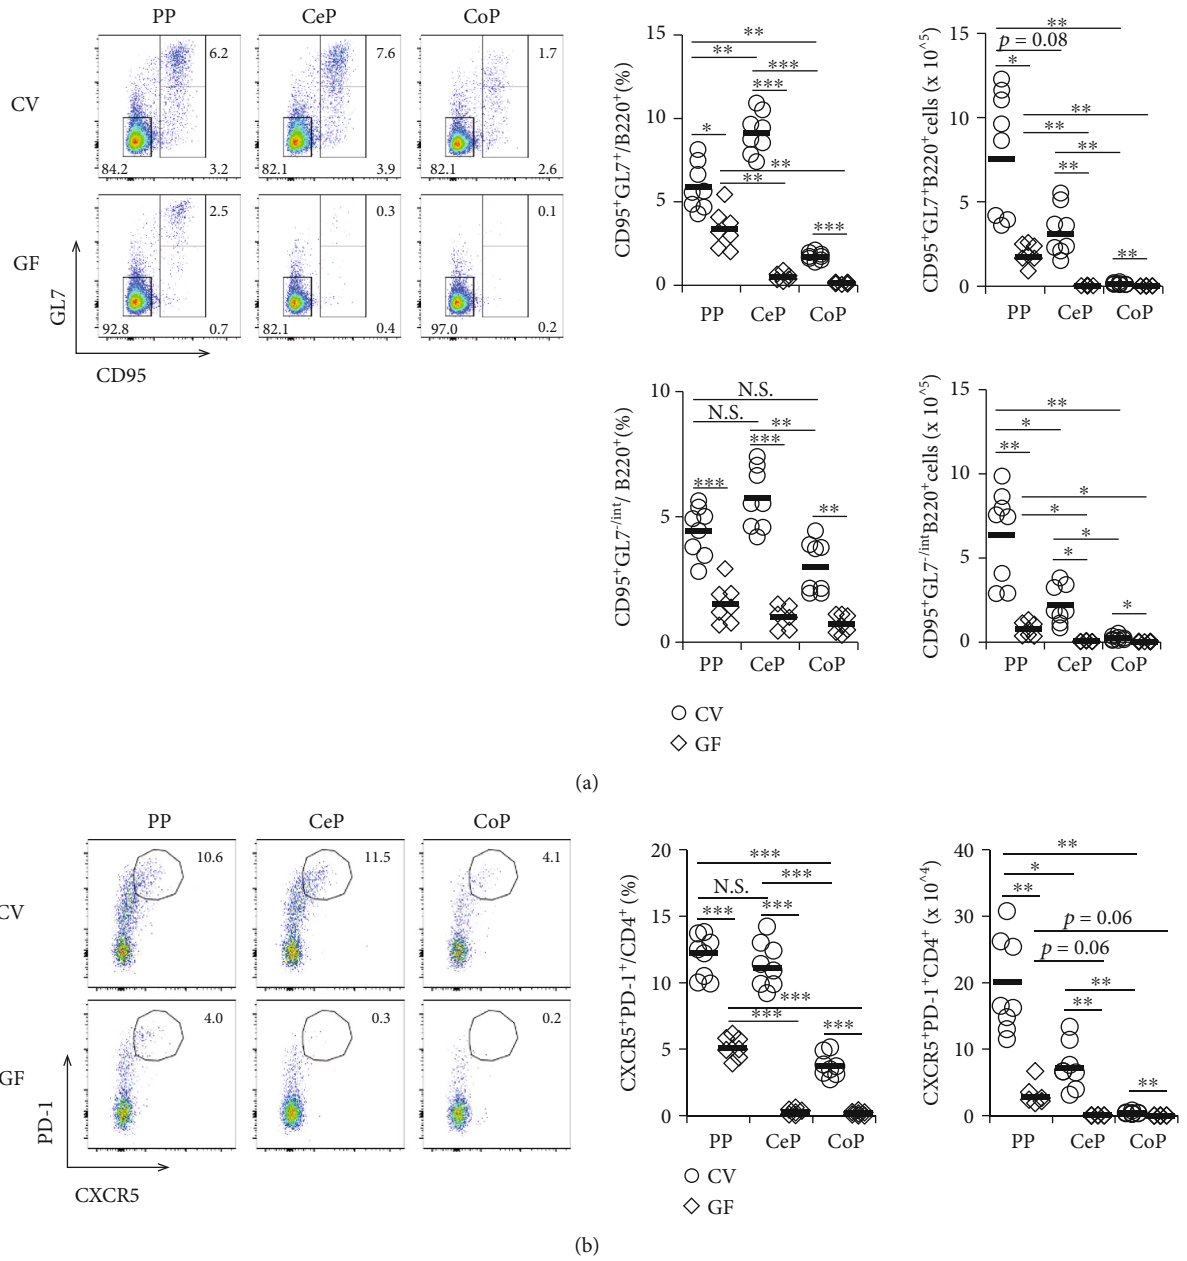 PP CeP CoP
CV
6.2 7.6 1.7
84.2 3.2 82.1 3.9 82.1 2.6
GF
2.5 0.3 0.1
92.8 0.7 82.1 0.4 97.0 0.2
GL7
CD95
CD95⁺GL7⁺/B220⁺(%)
15
10
5
0
** ** *** *** * ** ** ***
PP CeP CoP
CD95⁺GL7⁺B220⁺cells (x 10^5)
15
10
5
0
** p = 0.08 * ** ** ** ** **
PP CeP CoP
CD95⁺GL7⁻/ⁱⁿᵗ/ B220⁺(%)
10
5
0
N.S.
N.S. ** *** *** **
PP CeP CoP
CD95⁺GL7⁻/ⁱⁿᵗB220⁺cells (x 10^5)
15
10
5
0
** * ** * * * * *
PP CeP CoP
CV
GF
(a)
PP CeP CoP
CV
10.6 11.5 4.1
GF
4.0 0.3 0.2
PD-1
CXCR5
CXCR5⁺PD-1⁺/CD4⁺ (%)
20
15
10
5
0
*** *** N.S. *** *** *** *** ***
PP CeP CoP
CXCR5⁺PD-1⁺CD4⁺ (x 10^4)
40
30
20
10
0
** * ** p = 0.06 p = 0.06 ** ** **
PP CeP CoP
CV
GF
(b)